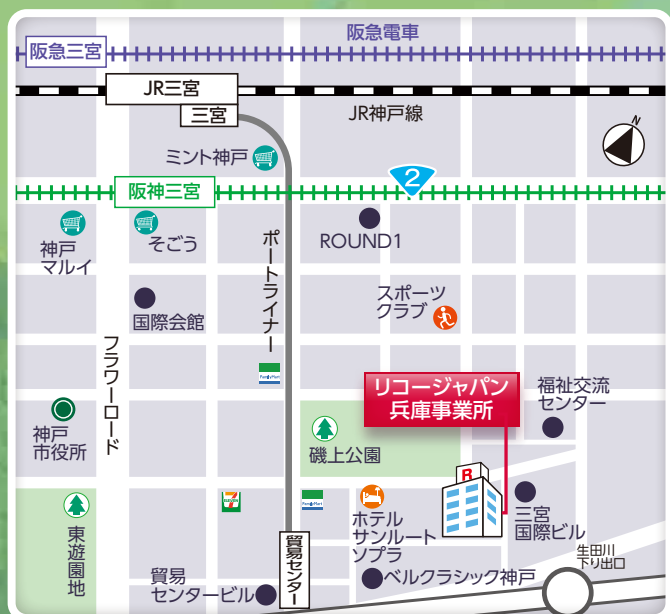 阪急電車
阪急三宮
JR三宮
三宮
JR神戸線
N
ミント神戸
阪神三宮
2
神戸
マルイ
そごう
ポートライナー
ROUND1
国際会館
スポーツ
クラブ
フラワーロード
FamilyMart
リコージャパン
兵庫事業所
福祉交流
センター
神戸
市役所
磯上公園
R
7
ELEVEN
FamilyMart
東遊園地
ホテル
サンルート
ソプラ
三宮
国際ビル
貿易センター
生田川
下り出口
貿易
センタービル
ベルクラシック神戸